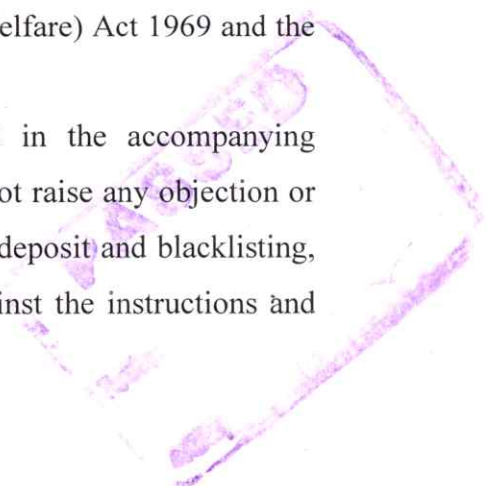 elfare) Act 1969 and the
in the accompanying
ot raise any objection or
deposit and blacklisting,
inst the instructions and